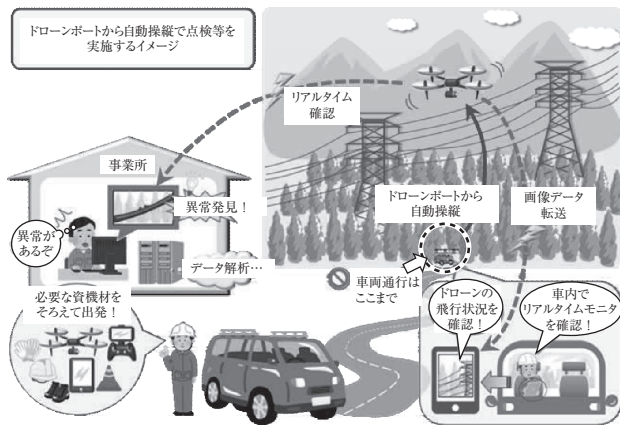 ドローンポートから自動操縦で点検等を
実施するイメージ
リアルタイム
確認
事業所
異常発見！
異常が
あるぞ
データ解析…
ドローンポートから
自動操縦
画像データ
転送
車両通行は
ここまで
必要な資機材を
そろえて出発！
ドローンの
飛行状況を
確認！
車内で
リアルタイムモニタ
を確認！